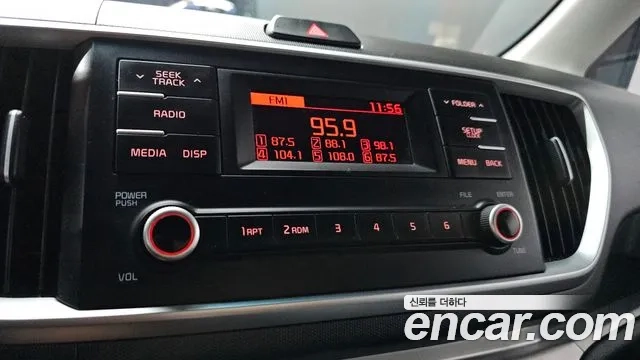 SEEK
TRACK
RADIO
MEDIA DISP
FM1 11:56
95.9
1 87.5 2 88.1 3 98.1
4 104.1 5 108.0 6 87.5
FOLDER
SETUP
CLOCK
MENU BACK
POWER
PUSH
VOL
1 RPT 2 RDM 3 4 5 6
FILE ENTER
TUNE
신뢰를 더하다
encar.com